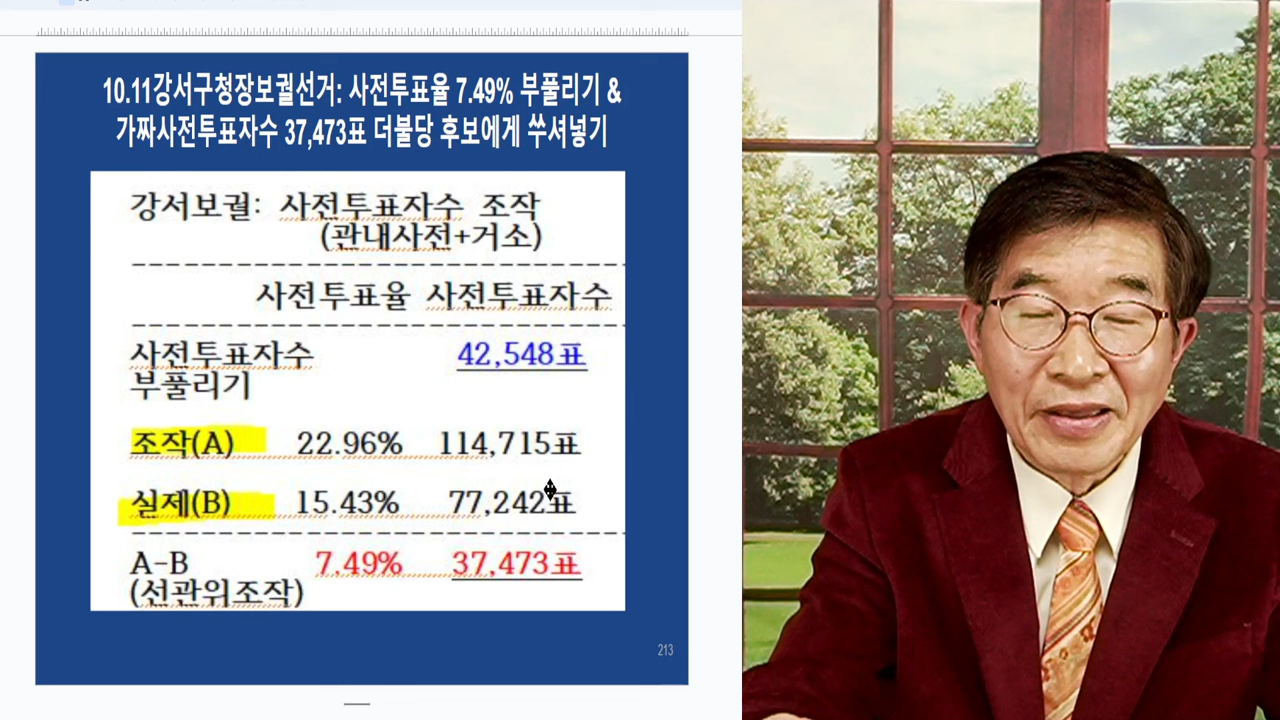 10.11강서구청장보궐선거: 사전투표율 7.49% 부풀리기 &
가짜사전투표자수 37,473표 더불당 후보에게 쑤셔넣기
강서보궐: 사전투표자수 조작
(관내사전+거소)
사전투표율 사전투표자수
사전투표자수 42,548표
부풀리기
조작(A) 22.96% 114,715표
실제(B) 15.43% 77,242표
A-B 7.49% 37,473표
(선관위조작)
213